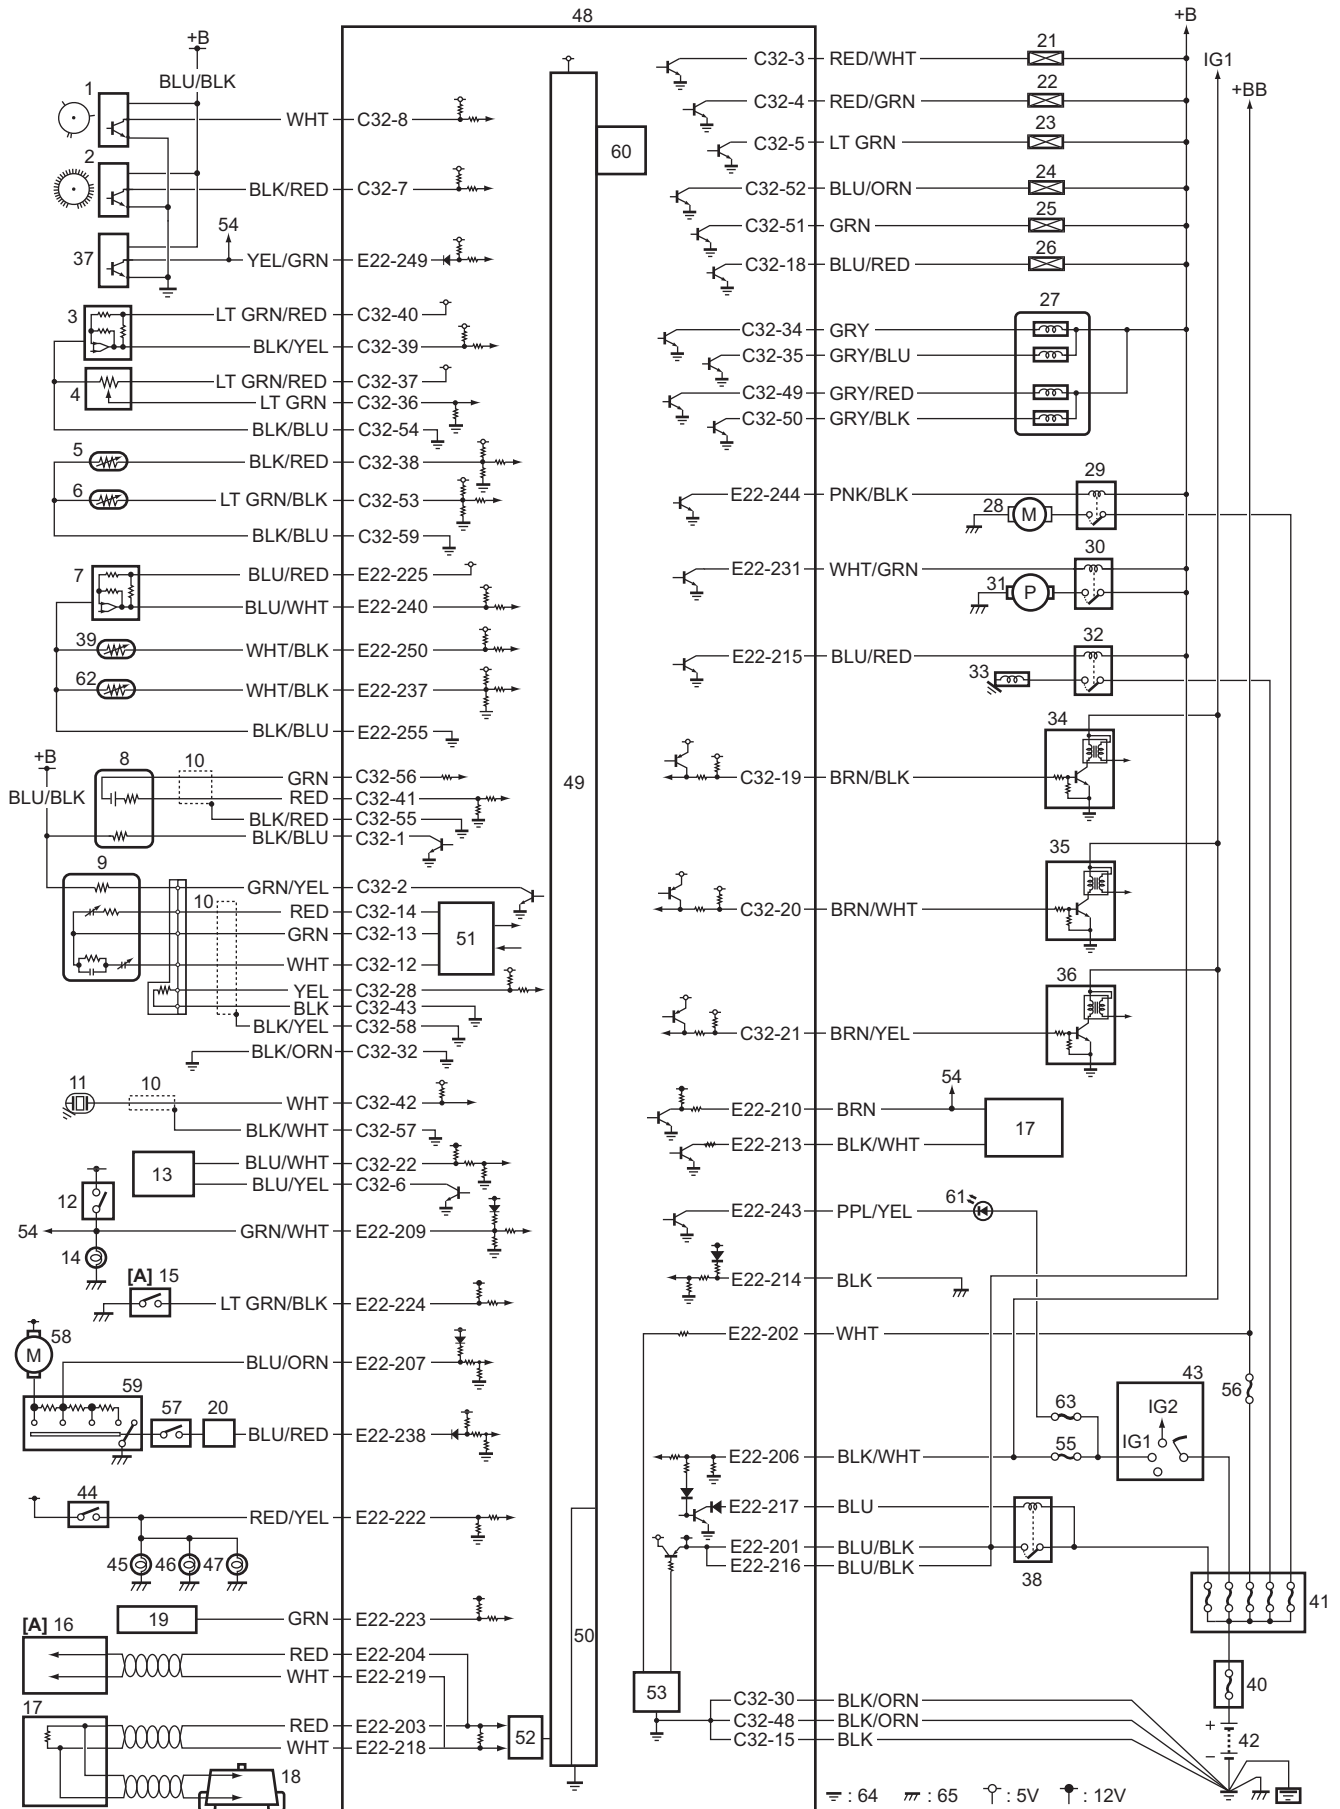 48
+B
BLU/BLK
1
WHT C32-8
2
BLK/RED C32-7
54
37
YEL/GRN E22-249
3
LT GRN/RED C32-40
BLK/YEL C32-39
LT GRN/RED C32-37
4
LT GRN C32-36
BLK/BLU C32-54
5
BLK/RED C32-38
6
LT GRN/BLK C32-53
BLK/BLU C32-59
7
BLU/RED E22-225
BLU/WHT E22-240
39
WHT/BLK E22-250
62
WHT/BLK E22-237
BLK/BLU E22-255
+B
BLU/BLK
8
10
GRN C32-56
RED C32-41
BLK/RED C32-55
BLK/BLU C32-1
9
GRN/YEL C32-2
10
RED C32-14
GRN C32-13
51
WHT C32-12
YEL C32-28
BLK C32-43
BLK/YEL C32-58
BLK/ORN C32-32
11
10
WHT C32-42
BLK/WHT C32-57
13
BLU/WHT C32-22
BLU/YEL C32-6
12
54
GRN/WHT E22-209
14
[A] 15
LT GRN/BLK E22-224
M
58
BLU/ORN E22-207
59
57
20
BLU/RED E22-238
44
RED/YEL E22-222
45
46
47
19
GRN E22-223
[A] 16
RED E22-204
WHT E22-219
17
RED E22-203
WHT E22-218
52
18
49
50
60
+B
IG1
+BB
C32-3 RED/WHT
21
C32-4 RED/GRN
22
C32-5 LT GRN
23
C32-52 BLU/ORN
24
C32-51 GRN
25
C32-18 BLU/RED
26
27
C32-34 GRY
C32-35 GRY/BLU
C32-49 GRY/RED
C32-50 GRY/BLK
29
E22-244 PNK/BLK
28
M
30
E22-231 WHT/GRN
31
P
32
E22-215 BLU/RED
33
34
C32-19 BRN/BLK
35
C32-20 BRN/WHT
36
C32-21 BRN/YEL
54
E22-210 BRN
17
E22-213 BLK/WHT
E22-243 PPL/YEL
61
E22-214 BLK
E22-202 WHT
43
56
63
IG2
IG1
55
E22-206 BLK/WHT
E22-217 BLU
E22-201 BLU/BLK
E22-216 BLU/BLK
38
41
53
40
C32-30 BLK/ORN
C32-48 BLK/ORN
C32-15 BLK
+
42
−
: 64
: 65
: 5V
: 12V